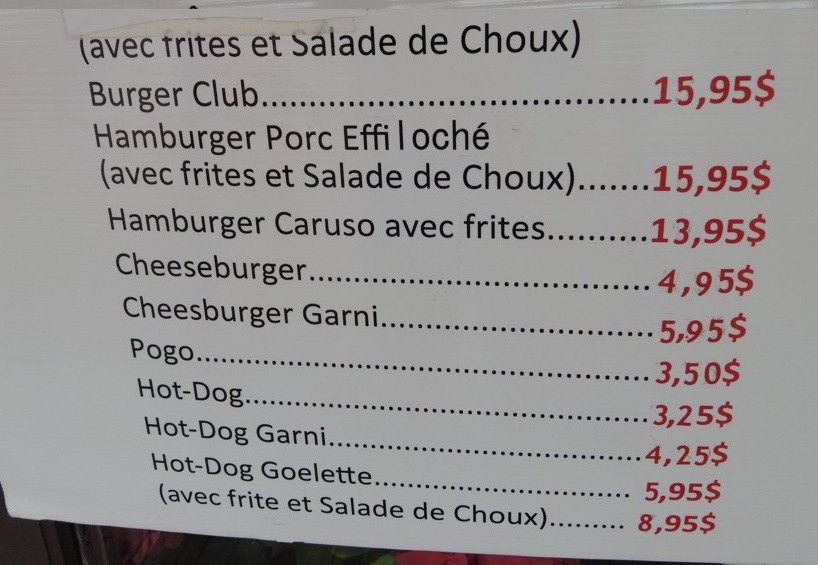 (avec frites et Salade de Choux)
Burger Club.......................................15,95$
Hamburger Porc Effiloché
(avec frites et Salade de Choux).......15,95$
Hamburger Caruso avec frites..........13,95$
Cheeseburger................................... 4,95$
Cheesburger Garni............................ 5,95$
Pogo.............................................. 3,50$
Hot-Dog......................................... 3,25$
Hot-Dog Garni................................ 4,25$
Hot-Dog Goelette............................ 5,95$
(avec frite et Salade de Choux)......... 8,95$